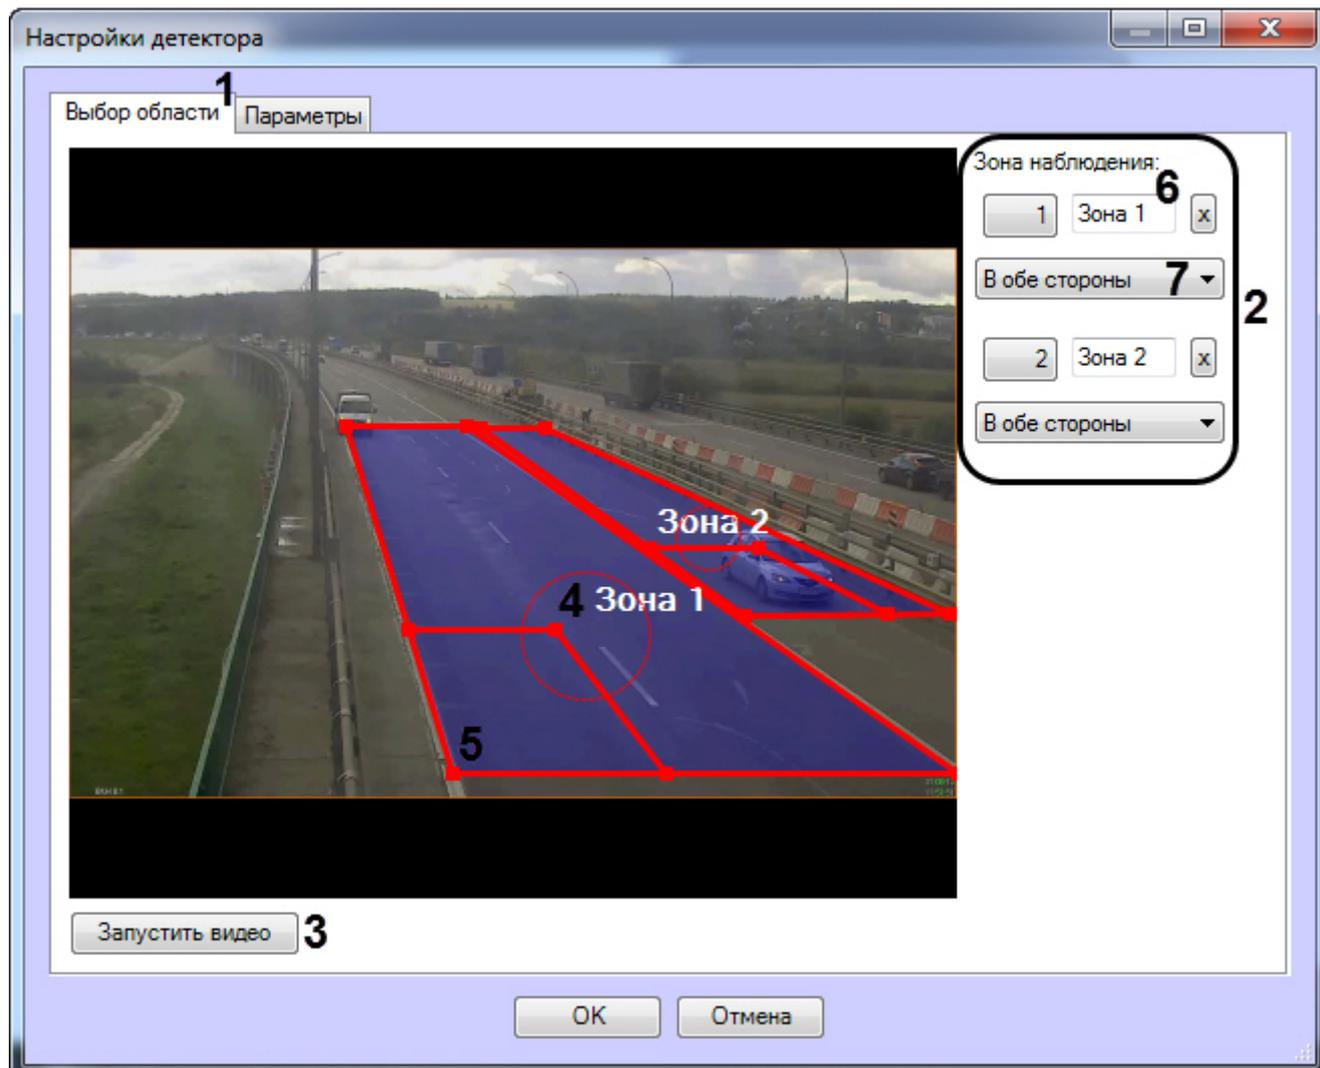 Настройки детектора
1
Выбор области
Параметры
Зона наблюдения:
6
1
Зона 1
x
В обе стороны
7
2
2
Зона 2
x
В обе стороны
Зона 2
4
Зона 1
5
Запустить видео
3
OK
Отмена